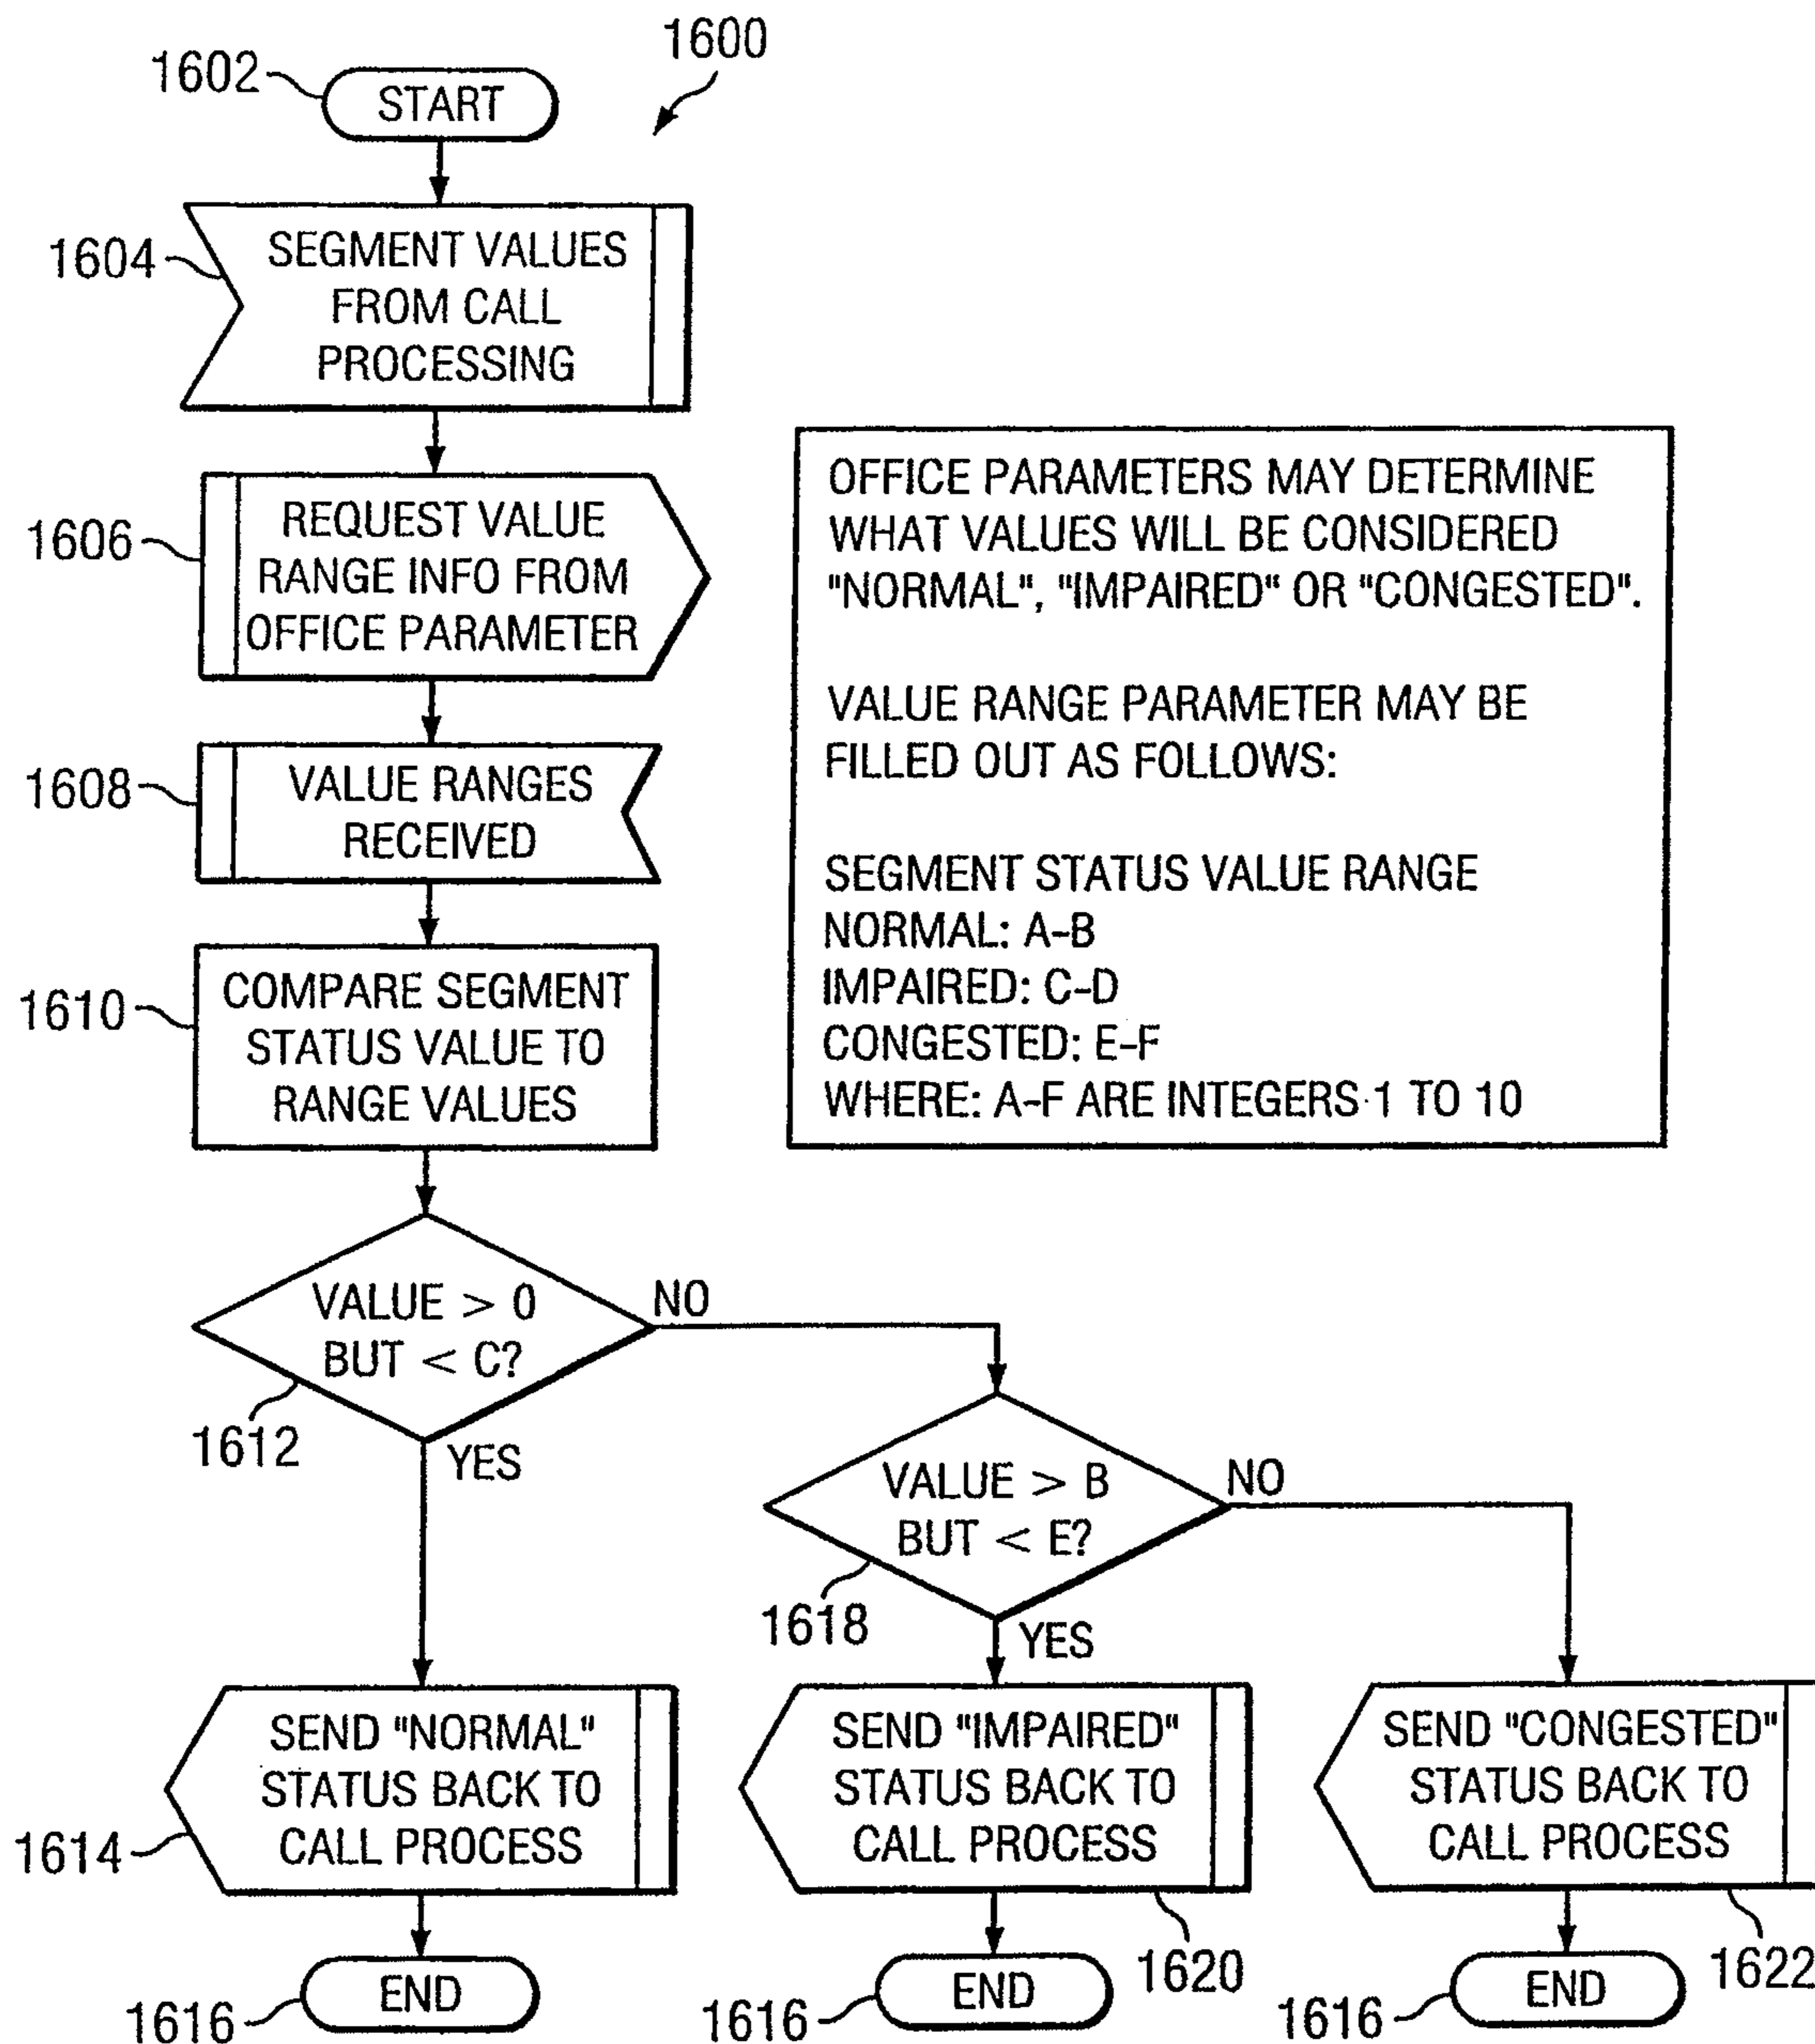 1600
1602
START
1604
SEGMENT VALUES
FROM CALL
PROCESSING
1606
REQUEST VALUE
RANGE INFO FROM
OFFICE PARAMETER
1608
VALUE RANGES
RECEIVED
1610
COMPARE SEGMENT
STATUS VALUE TO
RANGE VALUES
OFFICE PARAMETERS MAY DETERMINE
WHAT VALUES WILL BE CONSIDERED
"NORMAL", "IMPAIRED" OR "CONGESTED".
VALUE RANGE PARAMETER MAY BE
FILLED OUT AS FOLLOWS:
SEGMENT STATUS VALUE RANGE
NORMAL: A-B
IMPAIRED: C-D
CONGESTED: E-F
WHERE: A-F ARE INTEGERS 1 TO 10
VALUE > 0
BUT < C?
NO
1612
YES
VALUE > B
BUT < E?
NO
1618
YES
SEND "NORMAL"
STATUS BACK TO
CALL PROCESS
1614
SEND "IMPAIRED"
STATUS BACK TO
CALL PROCESS
1620
SEND "CONGESTED"
STATUS BACK TO
CALL PROCESS
1622
END
1616
END
1616
END
1616